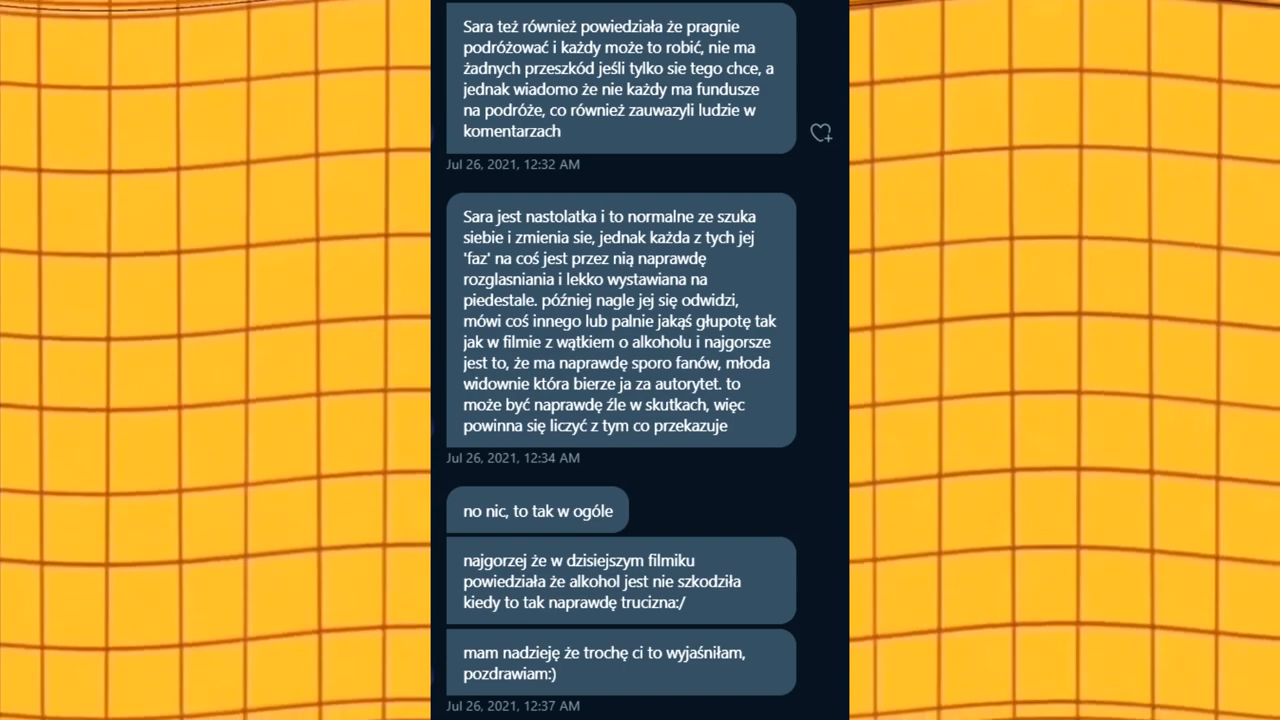 Sara też również powiedziała że pragnie
podróżować i każdy może to robić, nie ma
żadnych przeszkód jeśli tylko sie tego chce, a
jednak wiadomo że nie każdy ma fundusze
na podróże, co również zauwazyli ludzie w
komentarzach
Jul 26, 2021, 12:32 AM
Sara jest nastolatka i to normalne ze szuka
siebie i zmienia sie, jednak każda z tych jej
'faz' na coś jest przez nią naprawdę
rozglasniania i lekko wystawiana na
piedestale. później nagle jej się odwidzi,
mówi coś innego lub palnie jakąś głupotę tak
jak w filmie z wątkiem o alkoholu i najgorsze
jest to, że ma naprawdę sporo fanów, młoda
widownie która bierze ja za autorytet. to
może być naprawdę źle w skutkach, więc
powinna się liczyć z tym co przekazuje
Jul 26, 2021, 12:34 AM
no nic, to tak w ogóle
najgorzej że w dzisiejszym filmiku
powiedziała że alkohol jest nie szkodziła
kiedy to tak naprawdę trucizna:/
mam nadzieję że trochę ci to wyjaśniłam,
pozdrawiam:)
Jul 26, 2021, 12:37 AM